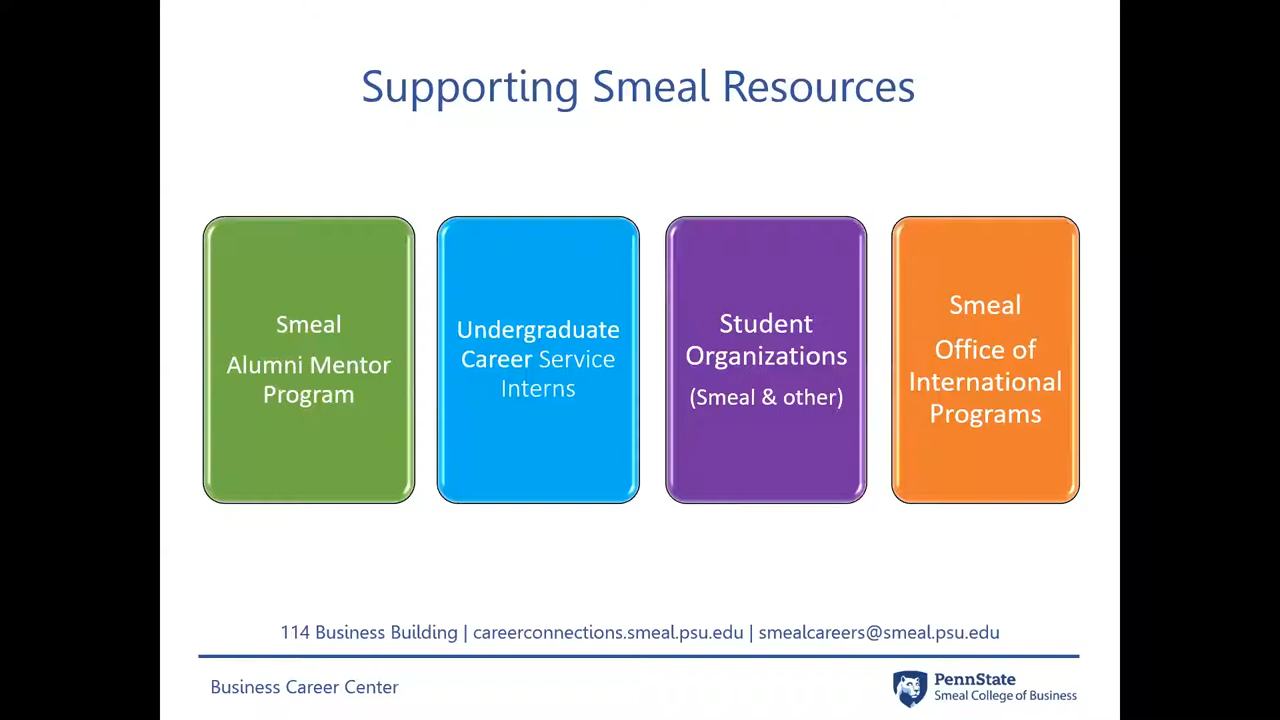 Supporting Smeal Resources
Smeal
Alumni Mentor
Program
Undergraduate
Career Service
Interns
Student
Organizations
(Smeal & other)
Smeal
Office of
International
Programs
114 Business Building | careerconnections.smeal.psu.edu | smealcareers@smeal.psu.edu
Business Career Center
PennState
Smeal College of Business